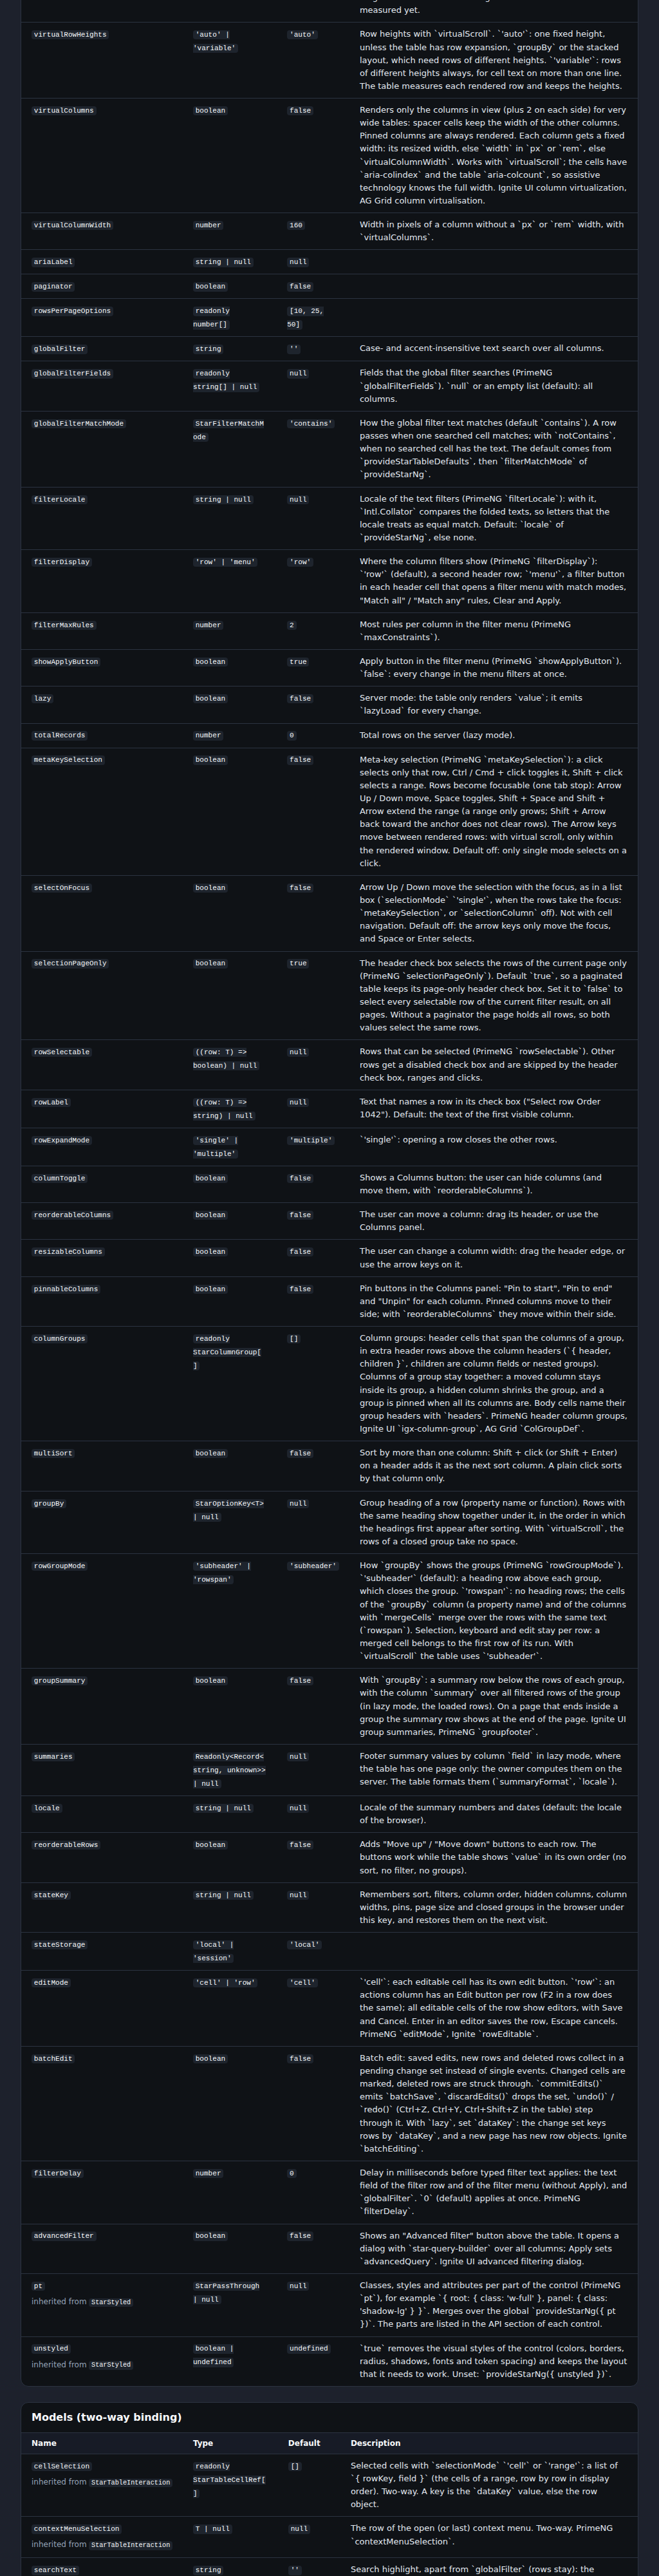 measured yet.
virtualRowHeights 'auto' | 'auto' Row heights with `virtualScroll`. `'auto'`: one fixed height,
'variable' unless the table has row expansion, `groupBy` or the stacked
layout, which need rows of different heights. `'variable'`: rows
of different heights always, for cell text on more than one line.
The table measures each rendered row and keeps the heights.
virtualColumns boolean false Renders only the columns in view (plus 2 on each side) for very
wide tables: spacer cells keep the width of the other columns.
Pinned columns are always rendered. Each column gets a fixed
width: its resized width, else `width` in `px` or `rem`, else
`virtualColumnWidth`. Works with `virtualScroll`; the cells have
`aria-colindex` and the table `aria-colcount`, so assistive
technology knows the full width. Ignite UI column virtualization,
AG Grid column virtualisation.
virtualColumnWidth number 160 Width in pixels of a column without a `px` or `rem` width, with
`virtualColumns`.
ariaLabel string | null null
paginator boolean false
rowsPerPageOptions readonly [10, 25,
number[] 50]
globalFilter string '' Case- and accent-insensitive text search over all columns.
globalFilterFields readonly null Fields that the global filter searches (PrimeNG
string[] | null `globalFilterFields`). `null` or an empty list (default): all
columns.
globalFilterMatchMode StarFilterMatchM 'contains' How the global filter text matches (default `contains`). A row
ode passes when one searched cell matches; with `notContains`,
when no searched cell has the text. The default comes from
`provideStarTableDefaults`, then `filterMatchMode` of
`provideStarNg`.
filterLocale string | null null Locale of the text filters (PrimeNG `filterLocale`): with it,
`Intl.Collator` compares the folded texts, so letters that the
locale treats as equal match. Default: `locale` of
`provideStarNg`, else none.
filterDisplay 'row' | 'menu' 'row' Where the column filters show (PrimeNG `filterDisplay`):
`'row'` (default), a second header row; `'menu'`, a filter button
in each header cell that opens a filter menu with match modes,
"Match all" / "Match any" rules, Clear and Apply.
filterMaxRules number 2 Most rules per column in the filter menu (PrimeNG
`maxConstraints`).
showApplyButton boolean true Apply button in the filter menu (PrimeNG `showApplyButton`).
`false`: every change in the menu filters at once.
lazy boolean false Server mode: the table only renders `value`; it emits
`lazyLoad` for every change.
totalRecords number 0 Total rows on the server (lazy mode).
metaKeySelection boolean false Meta-key selection (PrimeNG `metaKeySelection`): a click
selects only that row, Ctrl / Cmd + click toggles it, Shift + click
selects a range. Rows become focusable (one tab stop): Arrow
Up / Down move, Space toggles, Shift + Space and Shift +
Arrow extend the range (a range only grows; Shift + Arrow
back toward the anchor does not clear rows). The Arrow keys
move between rendered rows: with virtual scroll, only within
the rendered window. Default off: only single mode selects on a
click.
selectOnFocus boolean false Arrow Up / Down move the selection with the focus, as in a list
box (`selectionMode` `'single'`, when the rows take the focus:
`metaKeySelection`, or `selectionColumn` off). Not with cell
navigation. Default off: the arrow keys only move the focus,
and Space or Enter selects.
selectionPageOnly boolean true The header check box selects the rows of the current page only
(PrimeNG `selectionPageOnly`). Default `true`, so a paginated
table keeps its page-only header check box. Set it to `false` to
select every selectable row of the current filter result, on all
pages. Without a paginator the page holds all rows, so both
values select the same rows.
rowSelectable ((row: T) => null Rows that can be selected (PrimeNG `rowSelectable`). Other
boolean) | null rows get a disabled check box and are skipped by the header
check box, ranges and clicks.
rowLabel ((row: T) => null Text that names a row in its check box ("Select row Order
string) | null 1042"). Default: the text of the first visible column.
rowExpandMode 'single' | 'multiple' `'single'`: opening a row closes the other rows.
'multiple'
columnToggle boolean false Shows a Columns button: the user can hide columns (and
move them, with `reorderableColumns`).
reorderableColumns boolean false The user can move a column: drag its header, or use the
Columns panel.
resizableColumns boolean false The user can change a column width: drag the header edge, or
use the arrow keys on it.
pinnableColumns boolean false Pin buttons in the Columns panel: "Pin to start", "Pin to end"
and "Unpin" for each column. Pinned columns move to their
side; with `reorderableColumns` they move within their side.
columnGroups readonly [] Column groups: header cells that span the columns of a group,
StarColumnGroup[ in extra header rows above the column headers (`{ header,
] children }`, children are column fields or nested groups).
Columns of a group stay together: a moved column stays
inside its group, a hidden column shrinks the group, and a
group is pinned when all its columns are. Body cells name their
group headers with `headers`. PrimeNG header column groups,
Ignite UI `igx-column-group`, AG Grid `ColGroupDef`.
multiSort boolean false Sort by more than one column: Shift + click (or Shift + Enter)
on a header adds it as the next sort column. A plain click sorts
by that column only.
groupBy StarOptionKey<T> null Group heading of a row (property name or function). Rows with
| null the same heading show together under it, in the order in which
the headings first appear after sorting. With `virtualScroll`, the
rows of a closed group take no space.
rowGroupMode 'subheader' | 'subheader' How `groupBy` shows the groups (PrimeNG `rowGroupMode`).
'rowspan' `'subheader'` (default): a heading row above each group,
which closes the group. `'rowspan'`: no heading rows; the cells
of the `groupBy` column (a property name) and of the columns
with `mergeCells` merge over the rows with the same text
(`rowspan`). Selection, keyboard and edit stay per row: a
merged cell belongs to the first row of its run. With
`virtualScroll` the table uses `'subheader'`.
groupSummary boolean false With `groupBy`: a summary row below the rows of each group,
with the column `summary` over all filtered rows of the group
(in lazy mode, the loaded rows). On a page that ends inside a
group the summary row shows at the end of the page. Ignite UI
group summaries, PrimeNG `groupfooter`.
summaries Readonly<Record< null Footer summary values by column `field` in lazy mode, where
string, unknown>> the table has one page only: the owner computes them on the
| null server. The table formats them (`summaryFormat`, `locale`).
locale string | null null Locale of the summary numbers and dates (default: the locale
of the browser).
reorderableRows boolean false Adds "Move up" / "Move down" buttons to each row. The
buttons work while the table shows `value` in its own order (no
sort, no filter, no groups).
stateKey string | null null Remembers sort, filters, column order, hidden columns, column
widths, pins, page size and closed groups in the browser under
this key, and restores them on the next visit.
stateStorage 'local' | 'local'
'session'
editMode 'cell' | 'row' 'cell' `'cell'`: each editable cell has its own edit button. `'row'`: an
actions column has an Edit button per row (F2 in a row does
the same); all editable cells of the row show editors, with Save
and Cancel. Enter in an editor saves the row, Escape cancels.
PrimeNG `editMode`, Ignite `rowEditable`.
batchEdit boolean false Batch edit: saved edits, new rows and deleted rows collect in a
pending change set instead of single events. Changed cells are
marked, deleted rows are struck through. `commitEdits()`
emits `batchSave`, `discardEdits()` drops the set, `undo()` /
`redo()` (Ctrl+Z, Ctrl+Y, Ctrl+Shift+Z in the table) step
through it. With `lazy`, set `dataKey`: the change set keys
rows by `dataKey`, and a new page has new row objects. Ignite
`batchEditing`.
filterDelay number 0 Delay in milliseconds before typed filter text applies: the text
field of the filter row and of the filter menu (without Apply), and
`globalFilter`. `0` (default) applies at once. PrimeNG
`filterDelay`.
advancedFilter boolean false Shows an "Advanced filter" button above the table. It opens a
dialog with `star-query-builder` over all columns; Apply sets
`advancedQuery`. Ignite UI advanced filtering dialog.
pt StarPassThrough null Classes, styles and attributes per part of the control (PrimeNG
inherited from StarStyled | null `pt`), for example `{ root: { class: 'w-full' }, panel: { class:
'shadow-lg' } }`. Merges over the global `provideStarNg({ pt
})`. The parts are listed in the API section of each control.
unstyled boolean | undefined `true` removes the visual styles of the control (colors, borders,
inherited from StarStyled undefined radius, shadows, fonts and token spacing) and keeps the layout
that it needs to work. Unset: `provideStarNg({ unstyled })`.
Models (two-way binding)
Name Type Default Description
cellSelection readonly [] Selected cells with `selectionMode` `'cell'` or `'range'`: a list of
inherited from StarTableInteraction StarTableCellRef[ `{ rowKey, field }` (the cells of a range, row by row in display
] order). Two-way. A key is the `dataKey` value, else the row
object.
contextMenuSelection T | null null The row of the open (or last) context menu. Two-way. PrimeNG
inherited from StarTableInteraction `contextMenuSelection`.
searchText string '' Search highlight, apart from `globalFilter` (rows stay): the